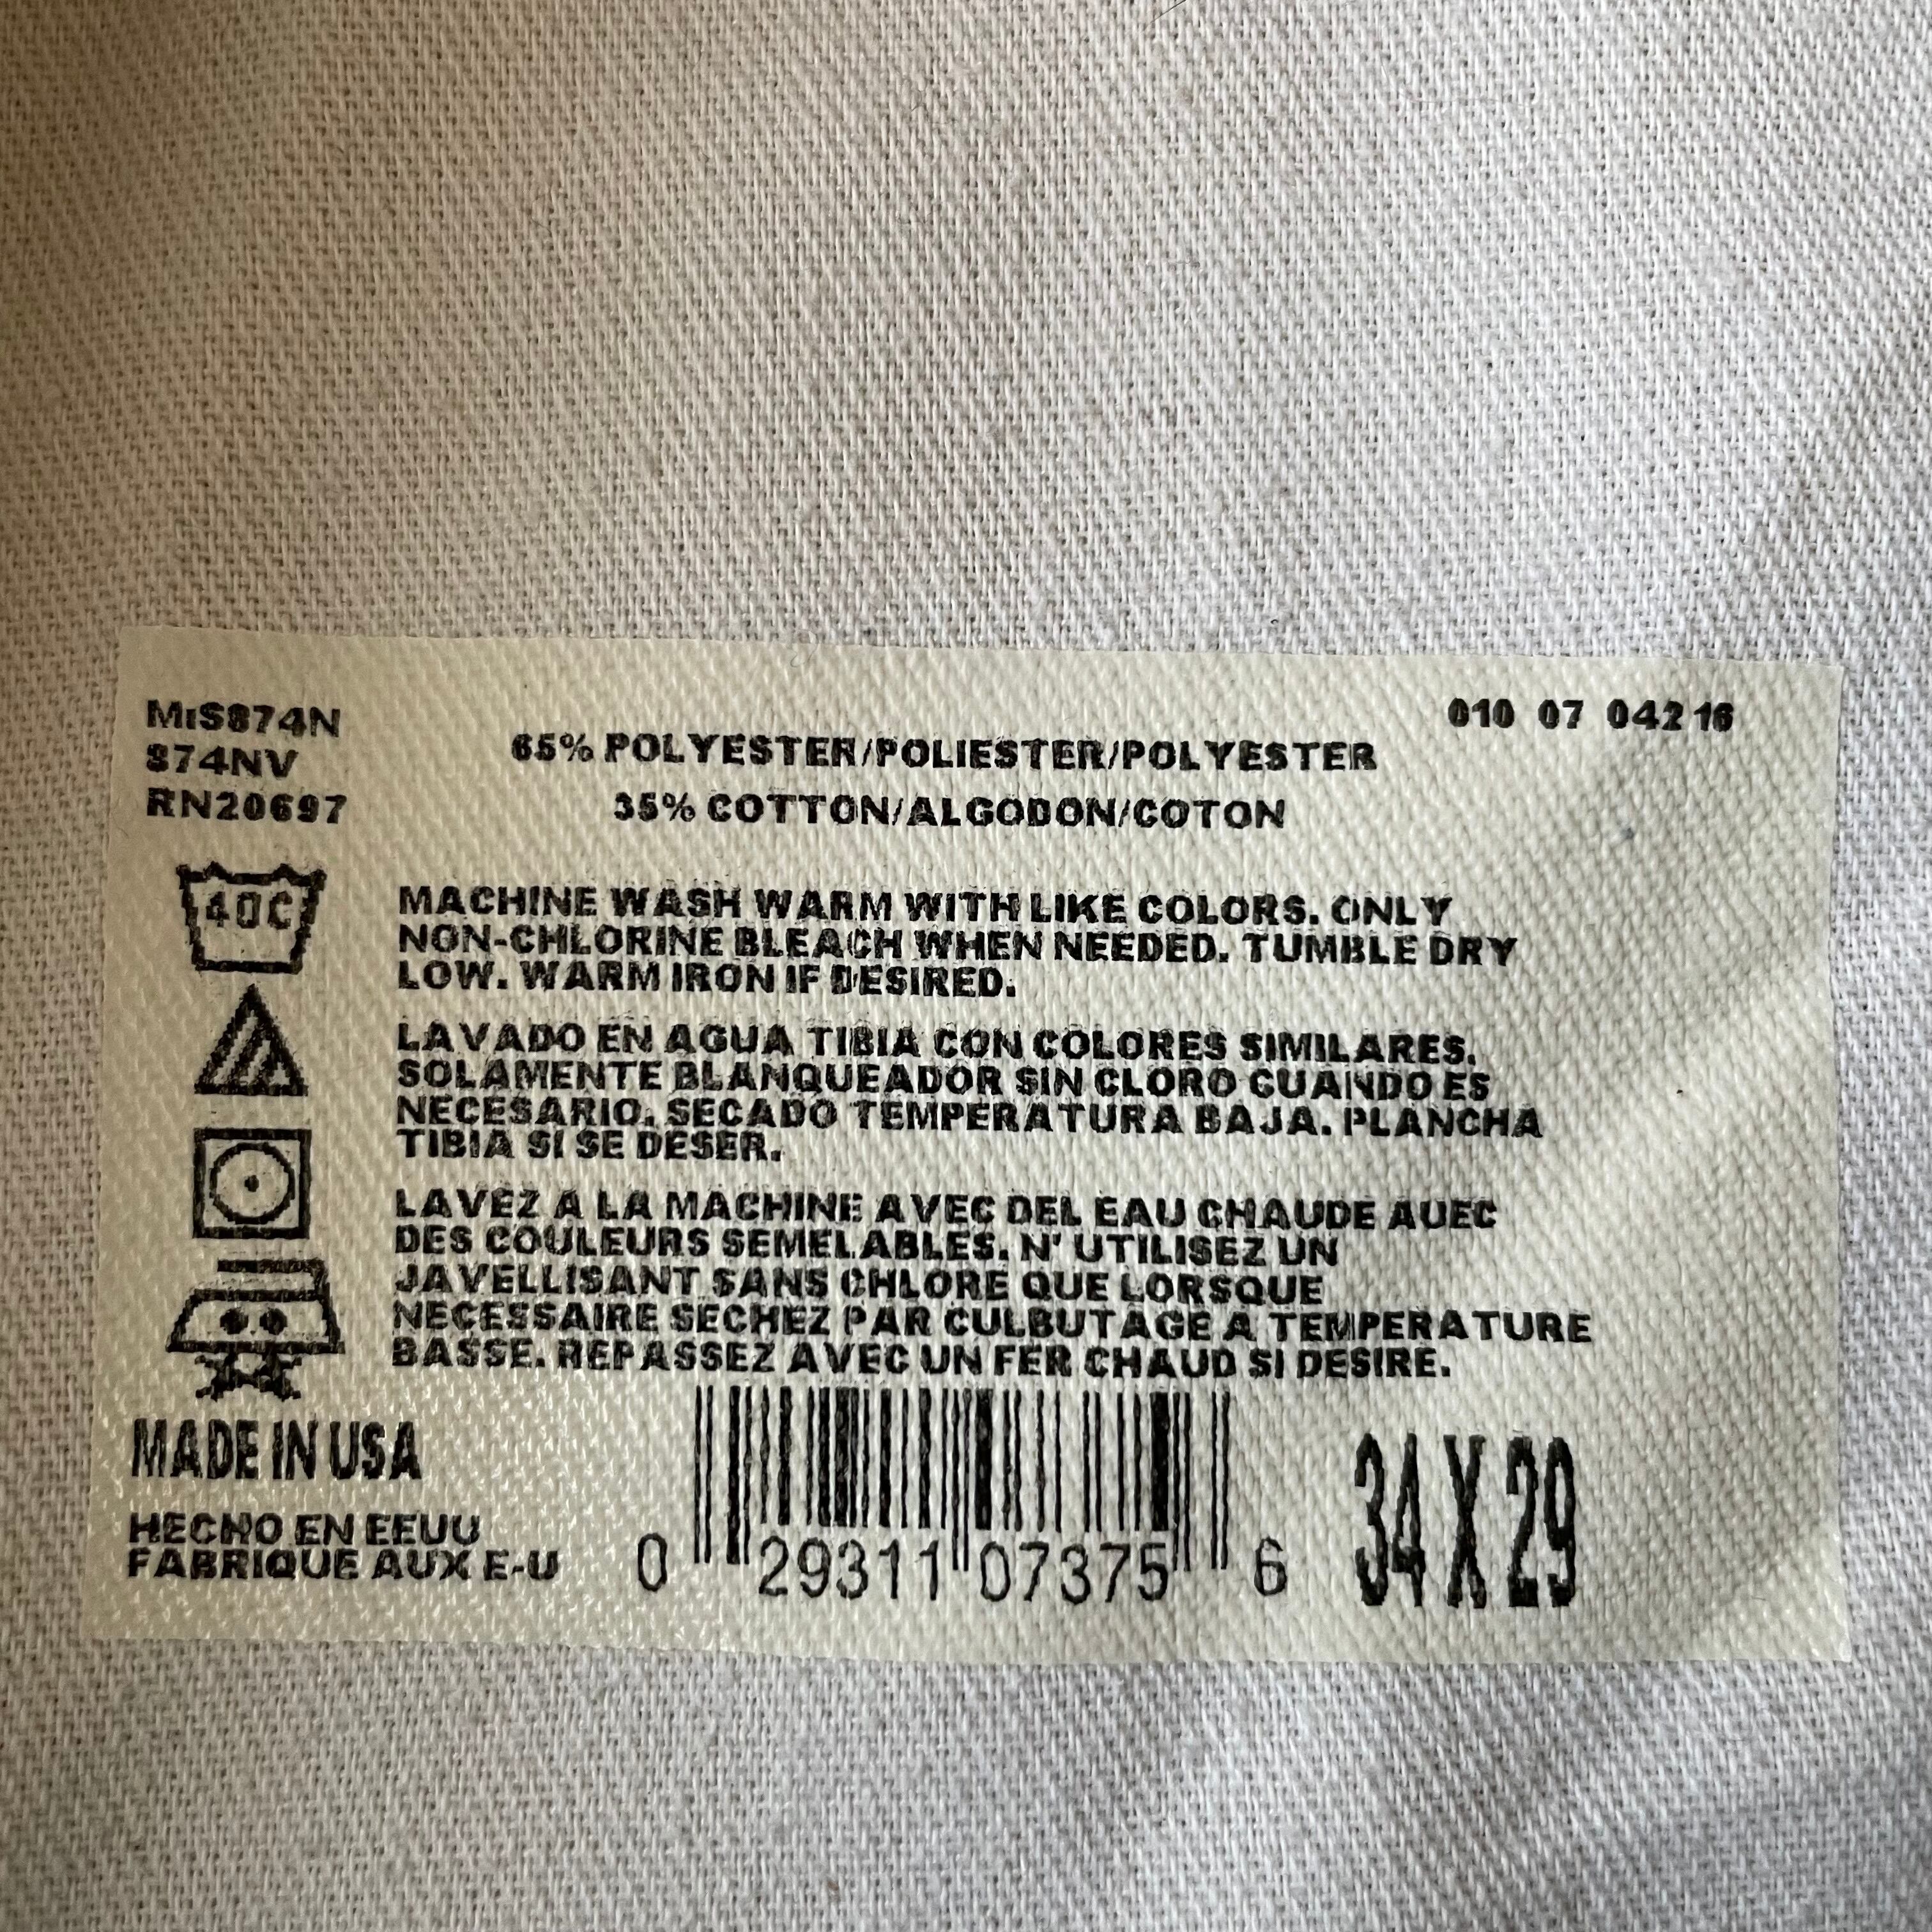 MIS874N
874NV
RN20697
010 07 04216
65% POLYESTER/POLIESTER/POLYESTER
35% COTTON/ALGODON/COTON
40C
MACHINE WASH WARM WITH LIKE COLORS. ONLY
NON-CHLORINE BLEACH WHEN NEEDED. TUMBLE DRY
LOW. WARM IRON IF DESIRED.
LAVADO EN AGUA TIBIA CON COLORES SIMILARES.
SOLAMENTE BLANQUEADOR SIN CLORO CUANDO ES
NECESARIO. SECADO TEMPERATURA BAJA. PLANCHA
TIBIA SI SE DESER.
LAVEZ A LA MACHINE AVEC DEL EAU CHAUDE AUEC
DES COULEURS SEMELABLES. N' UTILISEZ UN
JAVELLISANT SANS CHLORE QUE LORSQUE
NECESSAIRE SECHEZ PAR CULBUTAGE A TEMPERATURE
BASSE. REPASSEZ AVEC UN FER CHAUD SI DESIRE.
MADE IN USA
HECHO EN EEUU
FABRIQUE AUX E-U
0 29311 07375 6
34 X 29